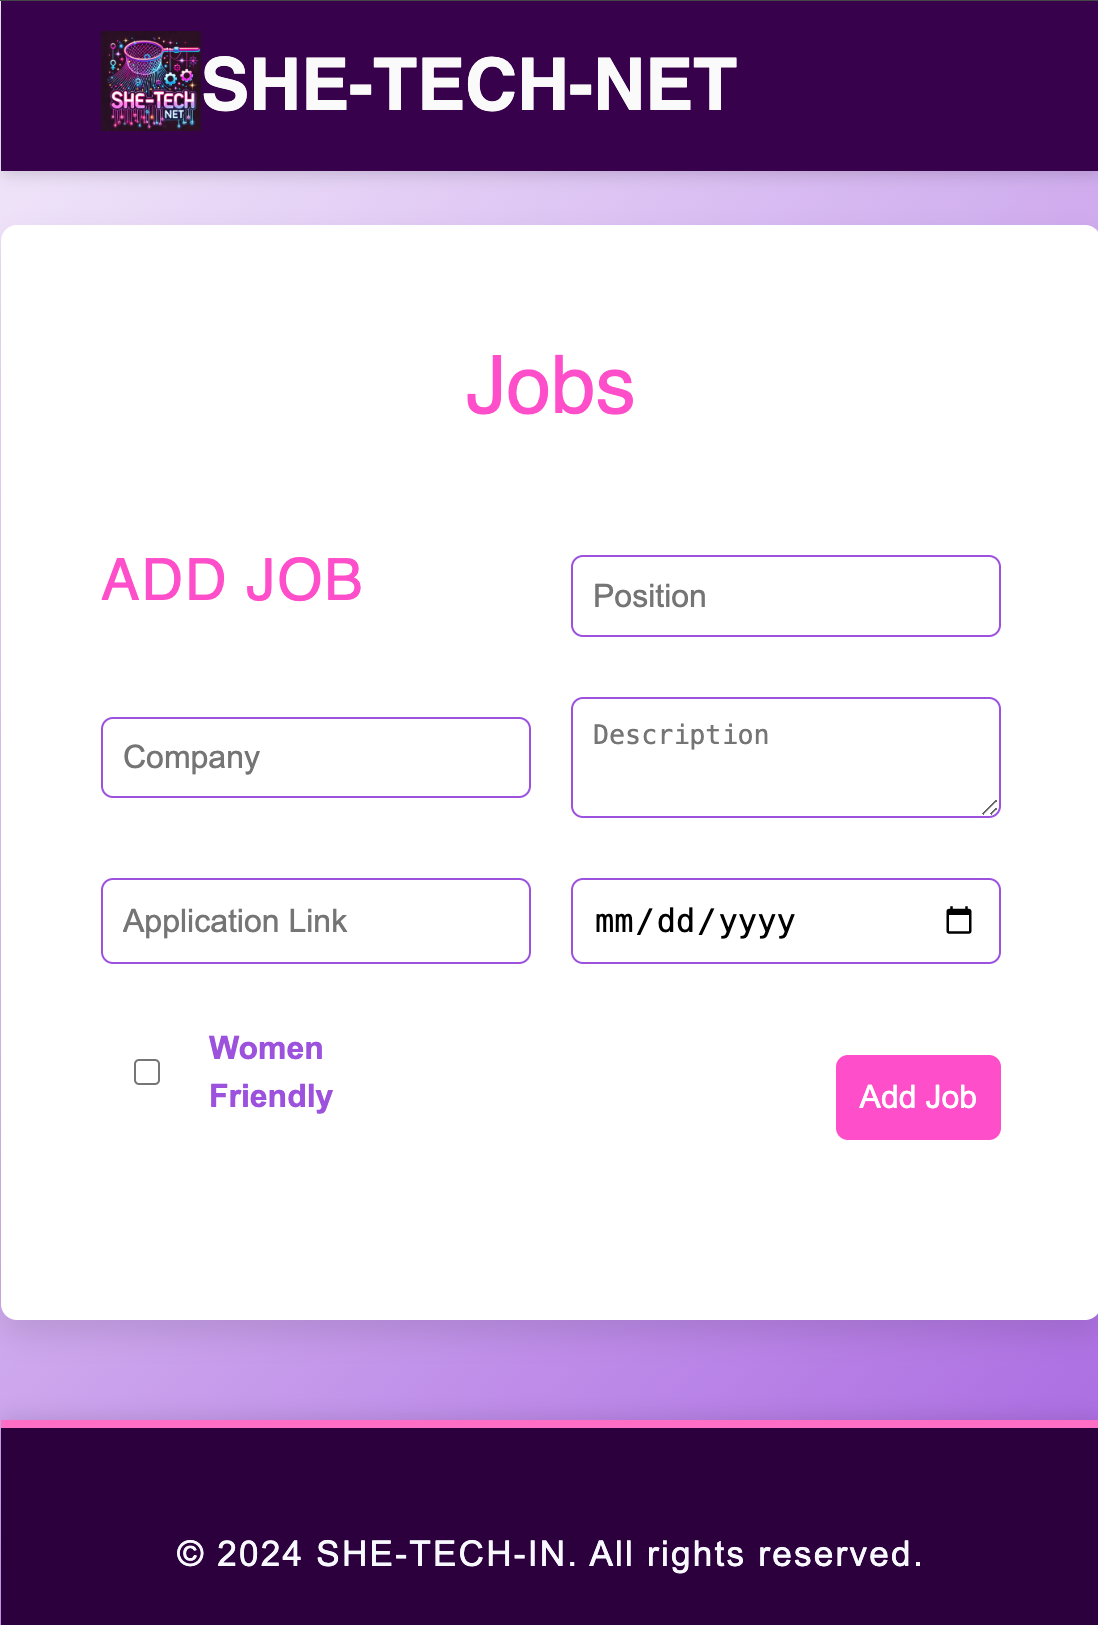 SHE-TECH
NET
SHE-TECH-NET
Jobs
ADD JOB
Position
Company
Description
Application Link
mm/dd/yyyy
Women
Friendly
Add Job
© 2024 SHE-TECH-IN. All rights reserved.